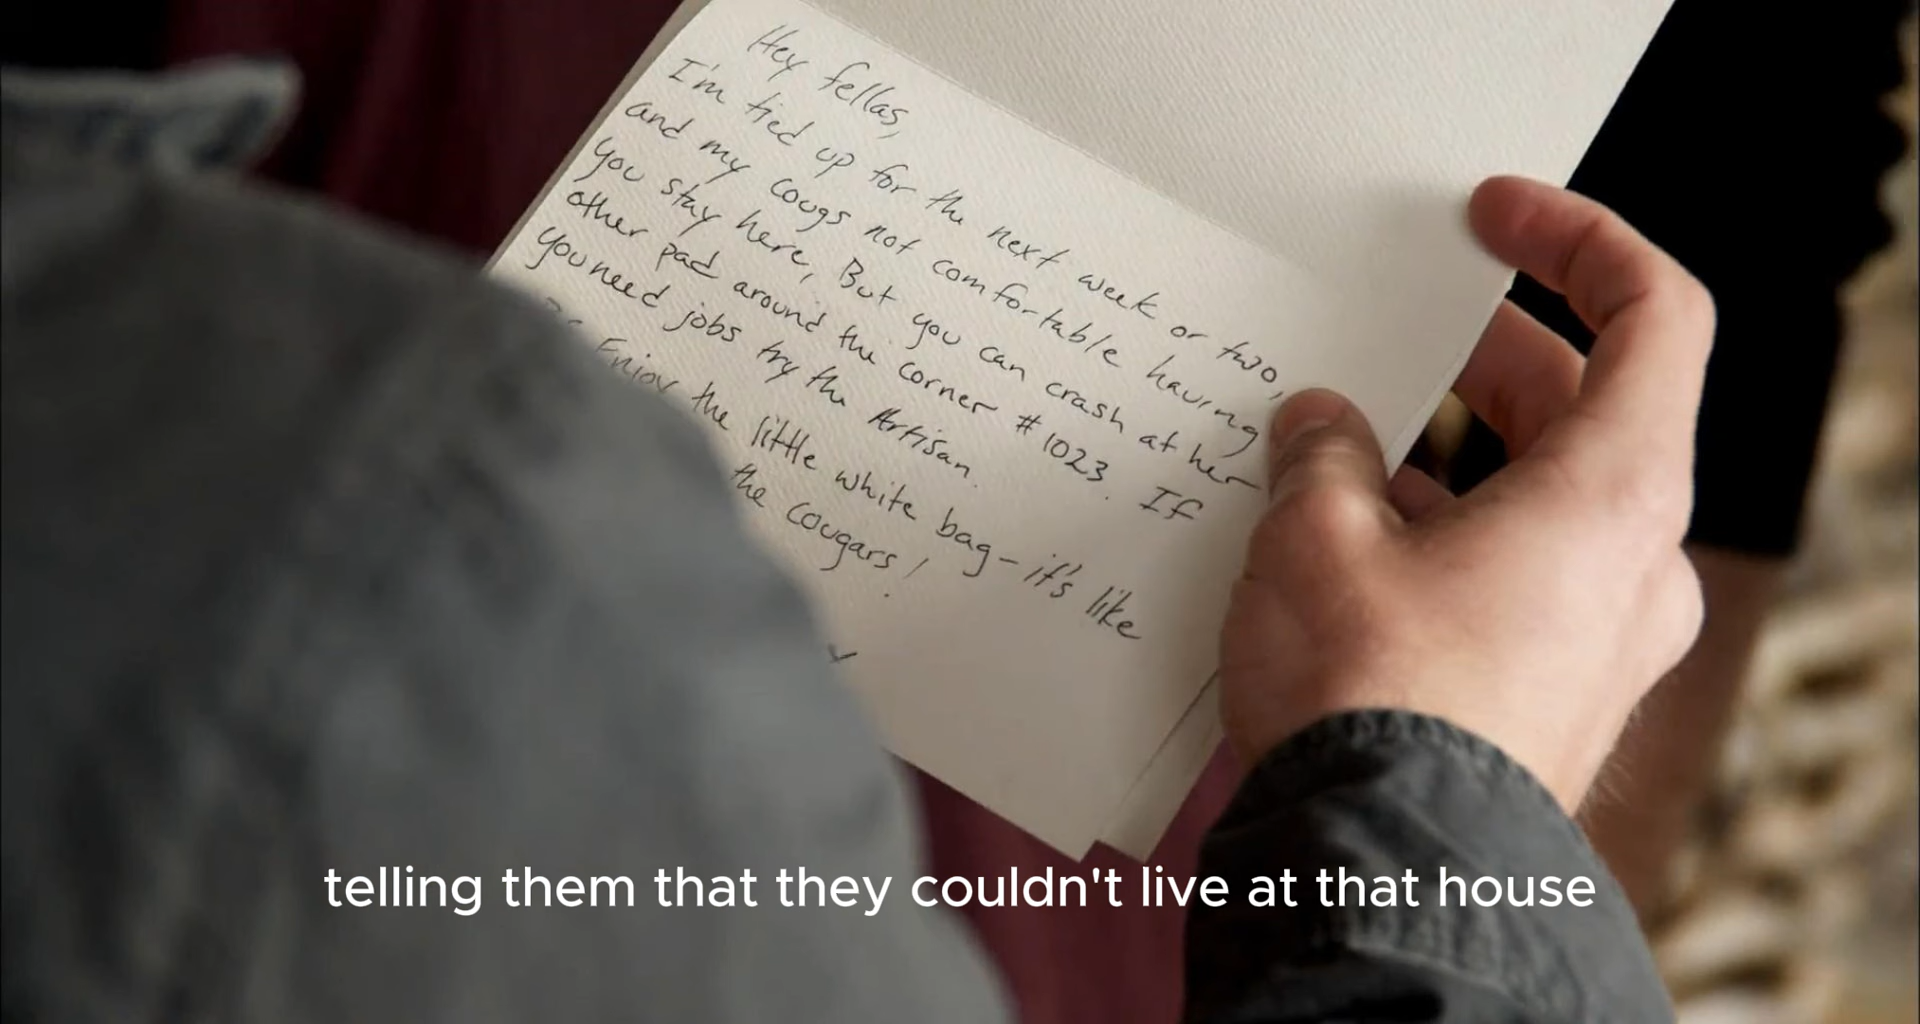 Hey fellas,
I'm tied up for the next week or two,
and my cougs not comfortable having
you stay here, But you can crash at her
other pad around the corner #1023. If
you need jobs try the Artisan.
Enjoy the little white bag - it's like
the cougars!
telling them that they couldn't live at that house